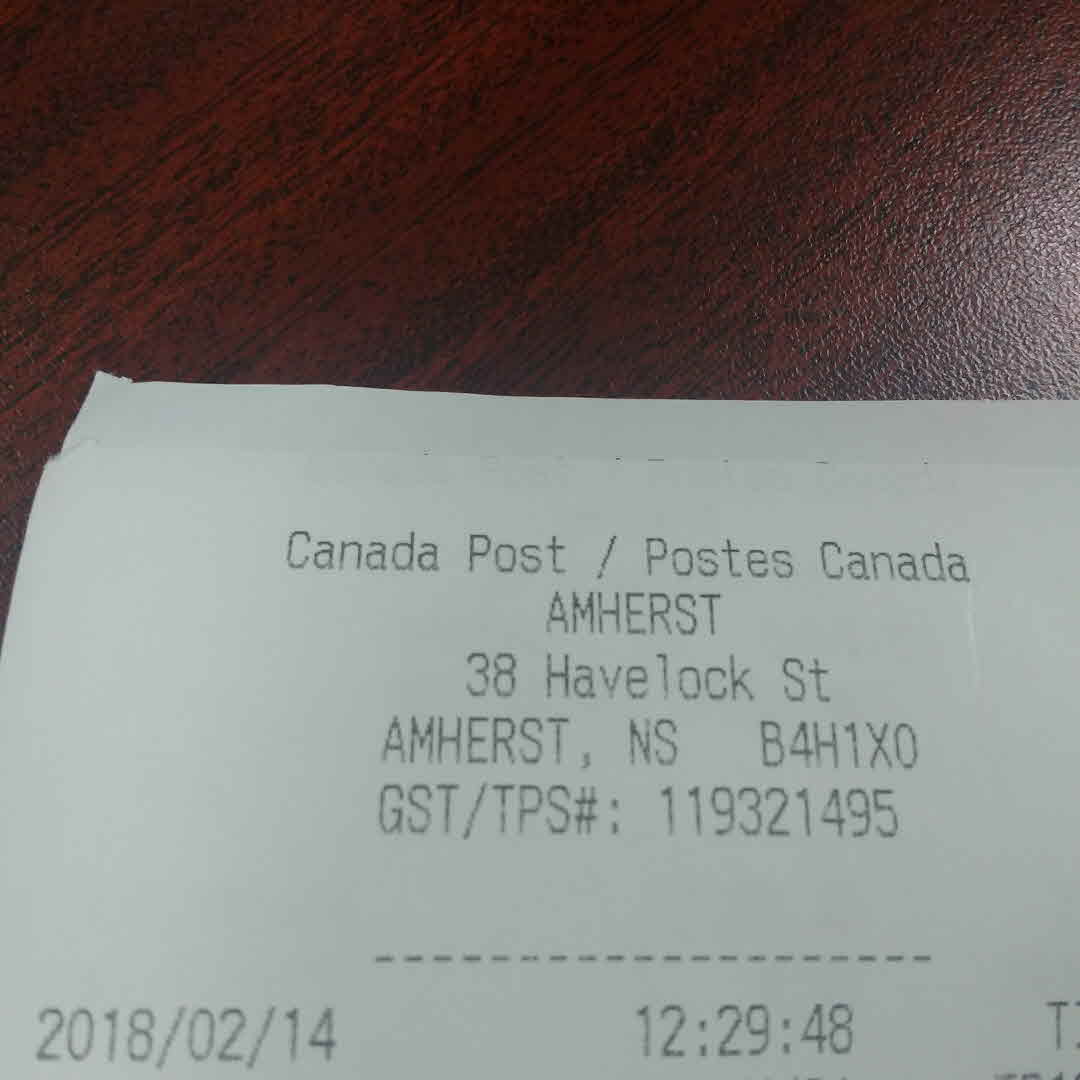 Canada Post / Postes Canada
AMHERST
38 Havelock St
AMHERST, NS B4H1X0
GST/TPS#: 119321495
---------------------
2018/02/14 12:29:48